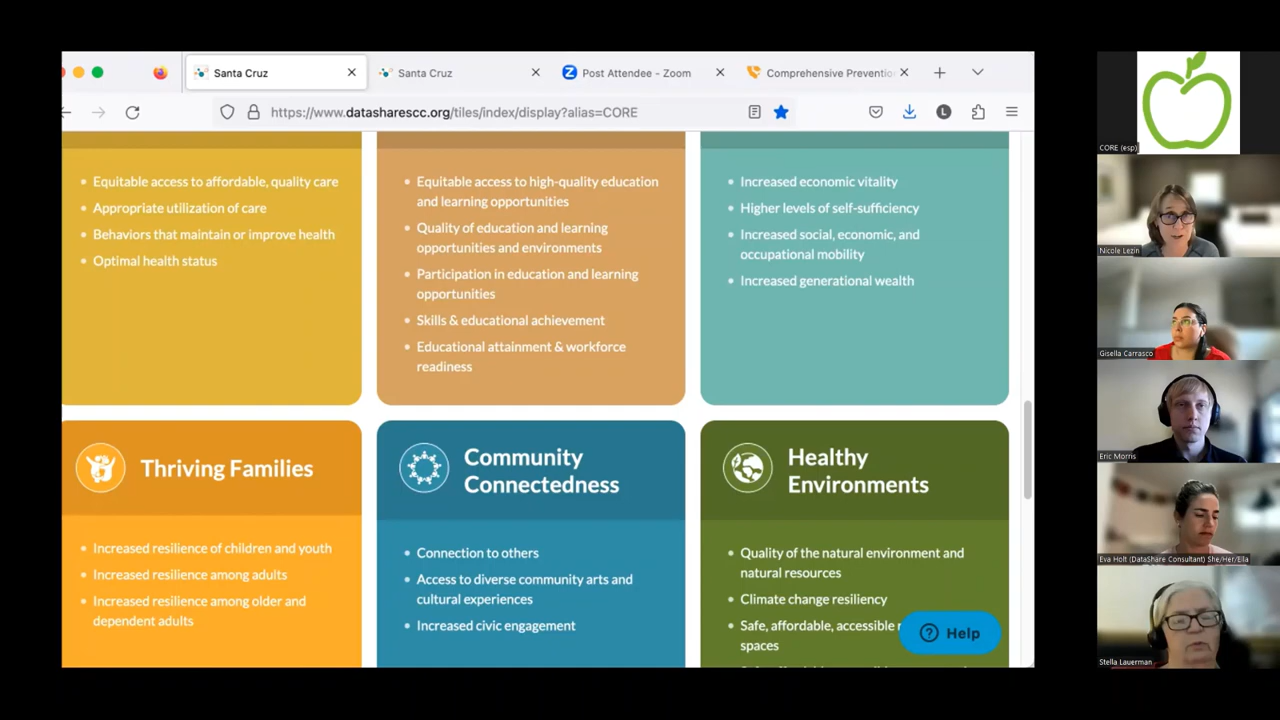 Santa Cruz
Santa Cruz
Post Attendee - Zoom
Comprehensive Preventio
https://www.datasharescc.org/tiles/index/display?alias=CORE
L
Equitable access to affordable, quality care
Appropriate utilization of care
Behaviors that maintain or improve health
Optimal health status
Equitable access to high-quality education
and learning opportunities
Quality of education and learning
opportunities and environments
Participation in education and learning
opportunities
Skills & educational achievement
Educational attainment & workforce
readiness
Increased economic vitality
Higher levels of self-sufficiency
Increased social, economic, and
occupational mobility
Increased generational wealth
Thriving Families
Increased resilience of children and youth
Increased resilience among adults
Increased resilience among older and
dependent adults
Community
Connectedness
Connection to others
Access to diverse community arts and
cultural experiences
Increased civic engagement
Healthy
Environments
Quality of the natural environment and
natural resources
Climate change resiliency
Safe, affordable, accessible
spaces
Help
CORE (esp)
Nicole Lezin
Gisella Carrasco
Eric Morris
Eva Holt (DataShare Consultant) She/Her/Ella
Stella Lauerman